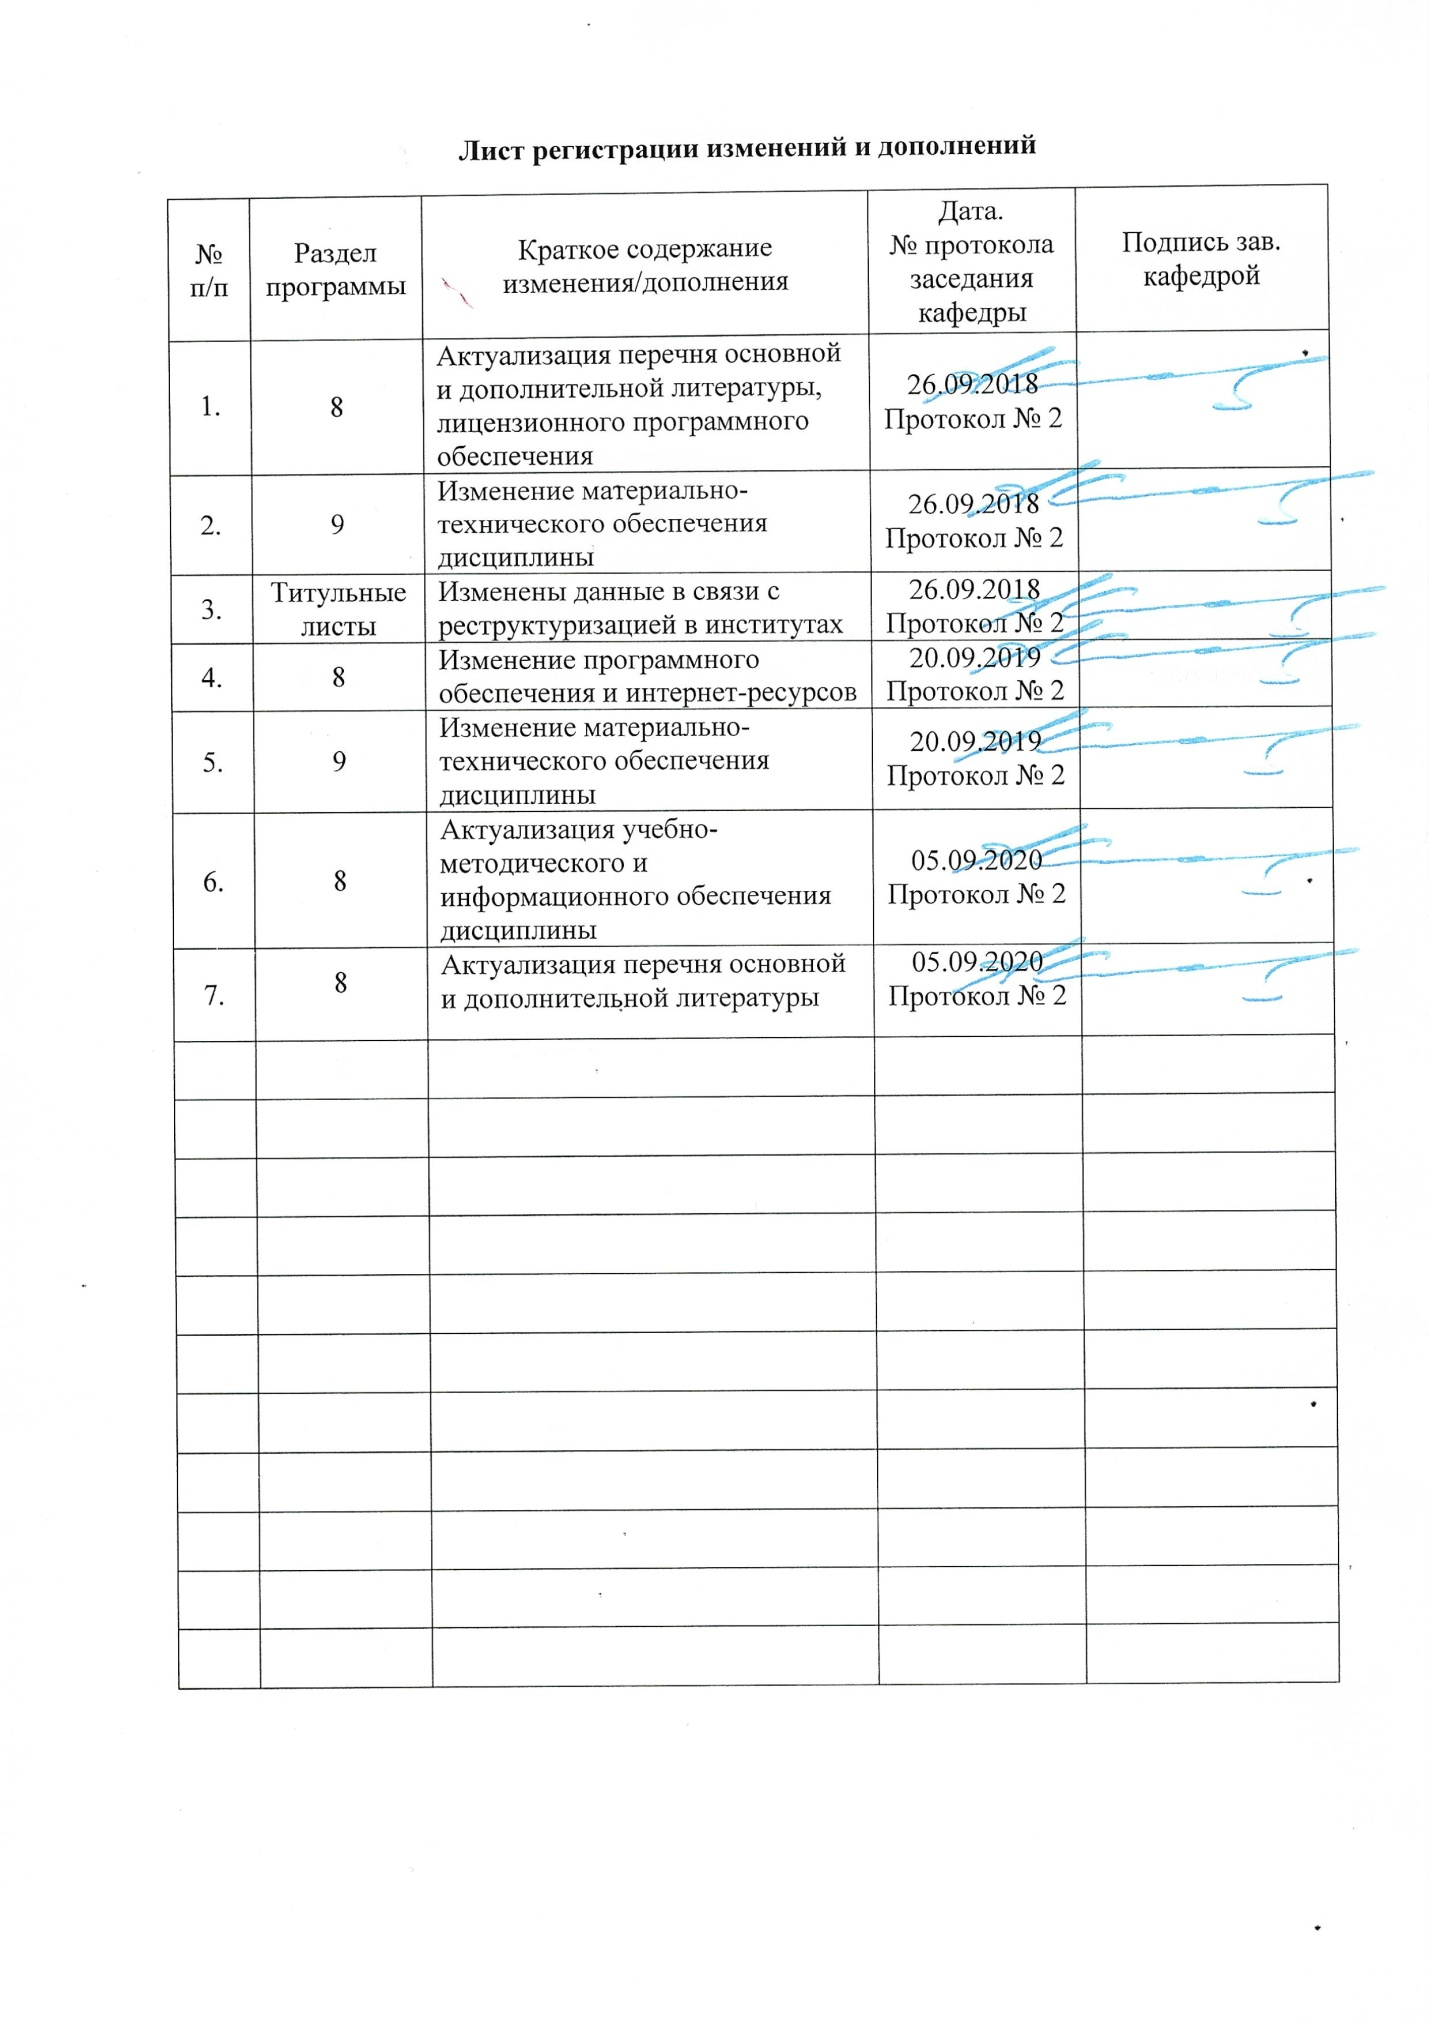 Лист регистрации изменений и дополнений
№
п/п
Раздел
программы
Краткое содержание
изменения/дополнения
Дата.
№ протокола
заседания
кафедры
Подпись зав.
кафедрой
1.
8
Актуализация перечня основной
и дополнительной литературы,
лицензионного программного
обеспечения
26.09.2018
Протокол № 2
2.
9
Изменение материально-
технического обеспечения
дисциплины
26.09.2018
Протокол № 2
3.
Титульные
листы
Изменены данные в связи с
реструктуризацией в институтах
26.09.2018
Протокол № 2
4.
8
Изменение программного
обеспечения и интернет-ресурсов
20.09.2019
Протокол № 2
5.
9
Изменение материально-
технического обеспечения
дисциплины
20.09.2019
Протокол № 2
6.
8
Актуализация учебно-
методического и
информационного обеспечения
дисциплины
05.09.2020
Протокол № 2
7.
8
Актуализация перечня основной
и дополнительной литературы
05.09.2020
Протокол № 2